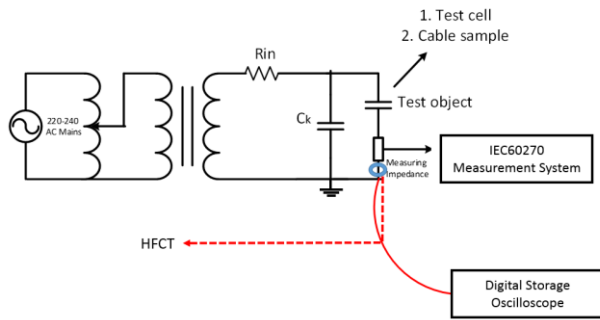 1. Test cell
2. Cable sample
Rin
220-240
AC Mains
Ck
Test object
Measuring
Impedance
IEC60270
Measurement System
HFCT
Digital Storage
Oscilloscope